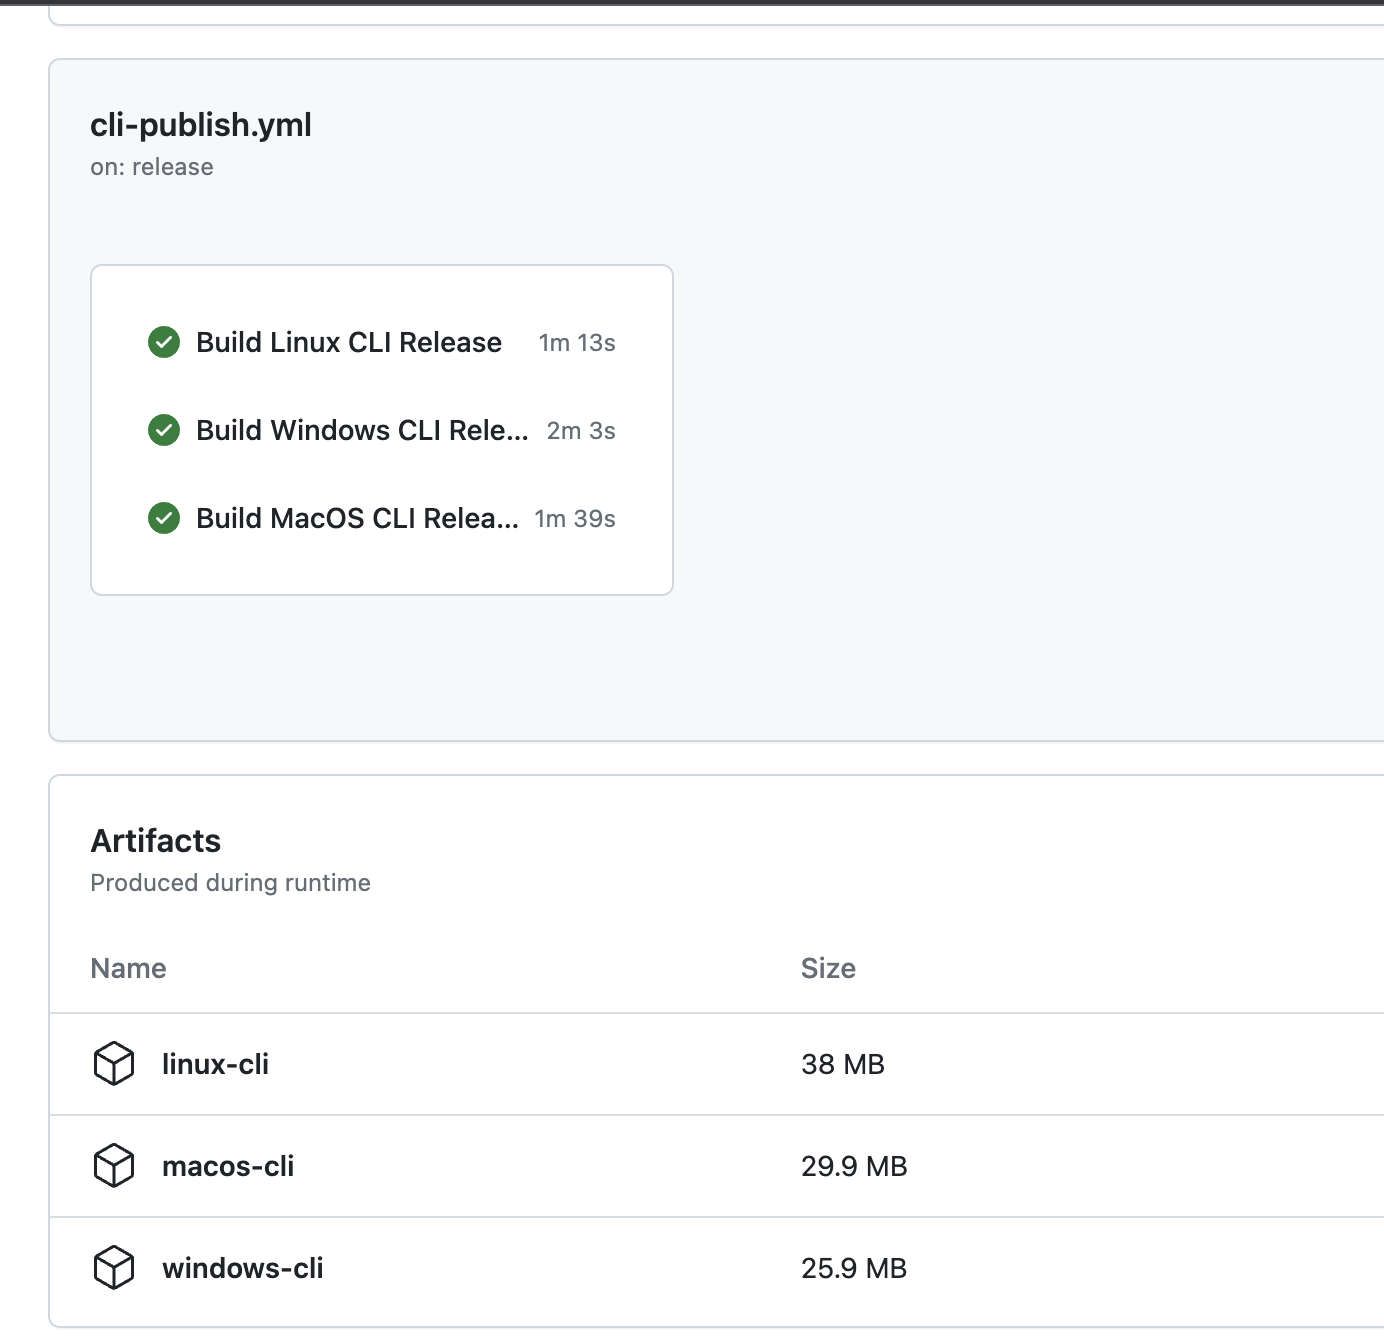 cli-publish.yml
on: release
Build Linux CLI Release 1m 13s
Build Windows CLI Rele... 2m 3s
Build MacOS CLI Relea... 1m 39s
Artifacts
Produced during runtime
Name Size
linux-cli 38 MB
macos-cli 29.9 MB
windows-cli 25.9 MB